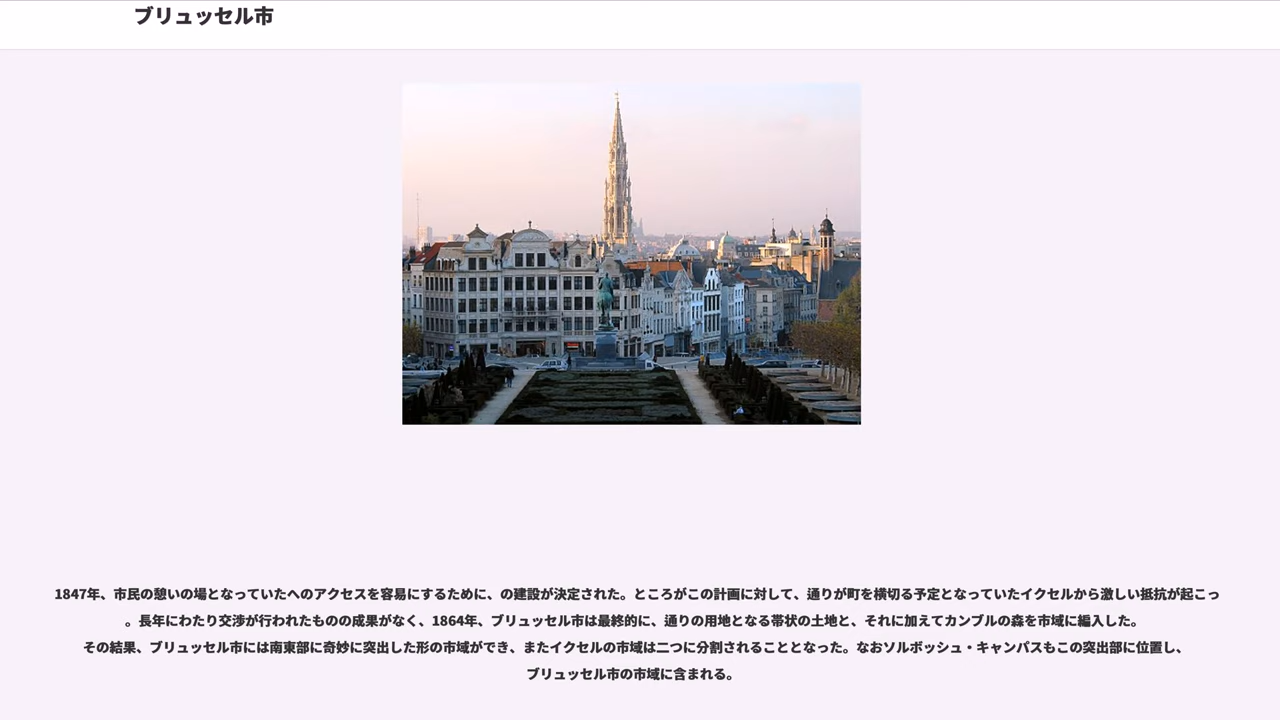 ブリュッセル市
1847年、市民の憩いの場となっていたへのアクセスを容易にするために、の建設が決定された。ところがこの計画に対して、通りが町を横切る予定となっていたイクセルから激しい抵抗が起こっ
。長年にわたり交渉が行われたものの成果がなく、1864年、ブリュッセル市は最終的に、通りの用地となる帯状の土地と、それに加えてカンブルの森を市域に編入した。
その結果、ブリュッセル市には南東部に奇妙に突出した形の市域ができ、またイクセルの市域は二つに分割されることとなった。なおソルボッシュ・キャンパスもこの突出部に位置し、
ブリュッセル市の市域に含まれる。